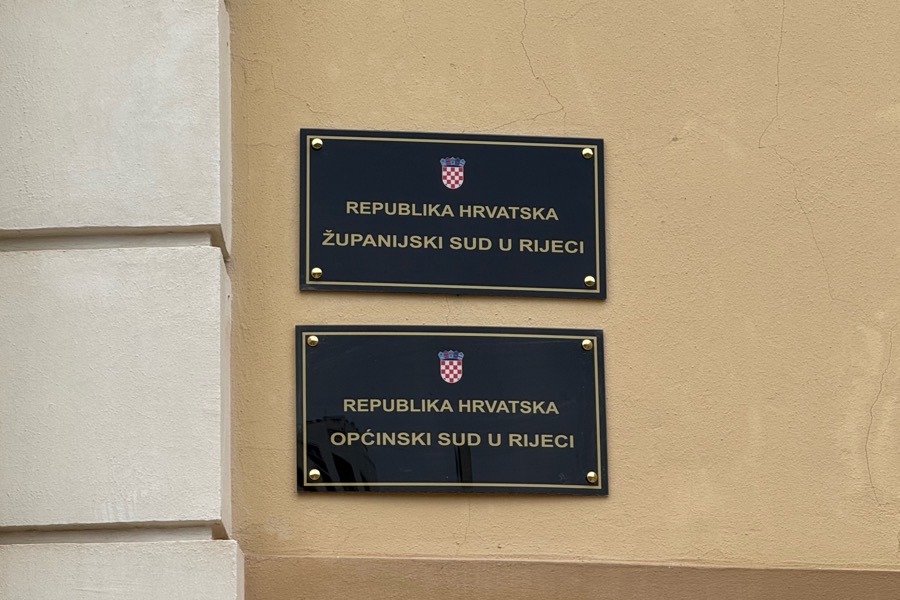 REPUBLIKA HRVATSKA
ŽUPANIJSKI SUD U RIJECI
REPUBLIKA HRVATSKA
OPĆINSKI SUD U RIJECI